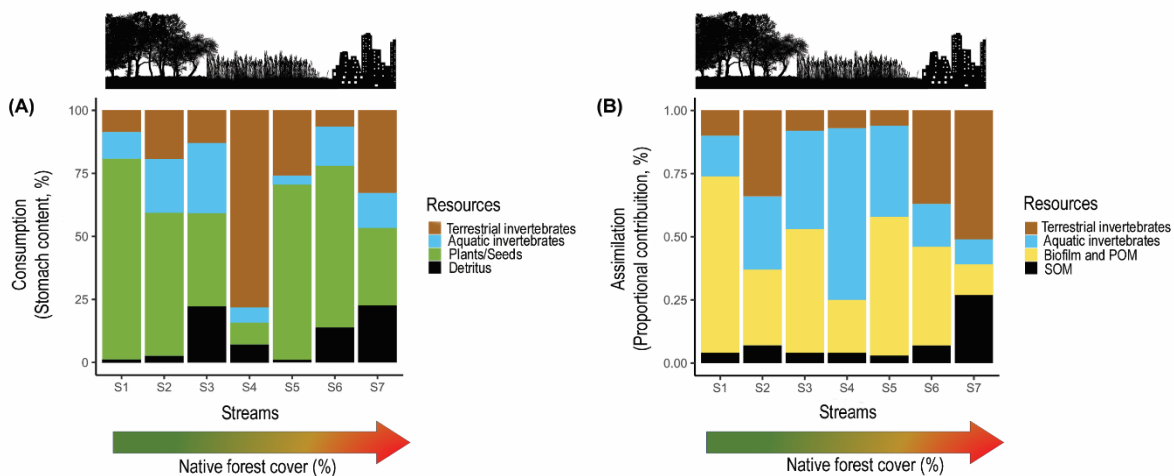 (A)
100
75
50
25
0
Consumption
(Stomach content, %)
S1 S2 S3 S4 S5 S6 S7
Streams
Native forest cover (%)
Resources
Terrestrial invertebrates
Aquatic invertebrates
Plants/Seeds
Detritus
(B)
1.00
0.75
0.50
0.25
0.00
Assimilation
(Proportional contribuition, %)
S1 S2 S3 S4 S5 S6 S7
Streams
Native forest cover (%)
Resources
Terrestrial invertebrates
Aquatic invertebrates
Biofilm and POM
SOM